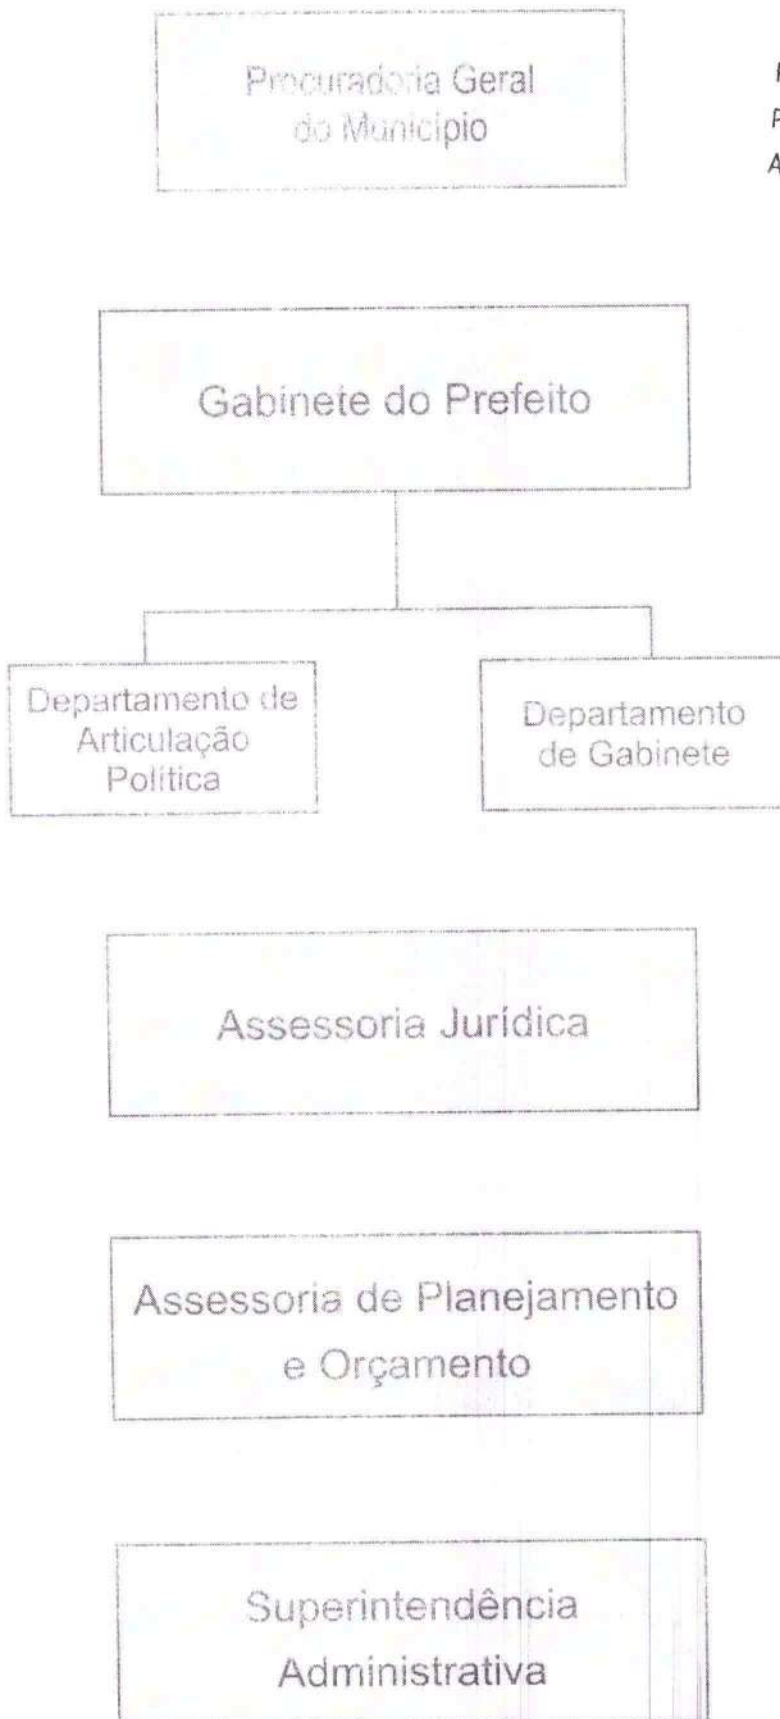 Procuradoria Geral
do Município
P
A
Gabinete do Prefeito
Departamento de
Articulação
Política
Departamento
de Gabinete
Assessoria Jurídica
Assessoria de Planejamento
e Orçamento
Superintendência
Administrativa